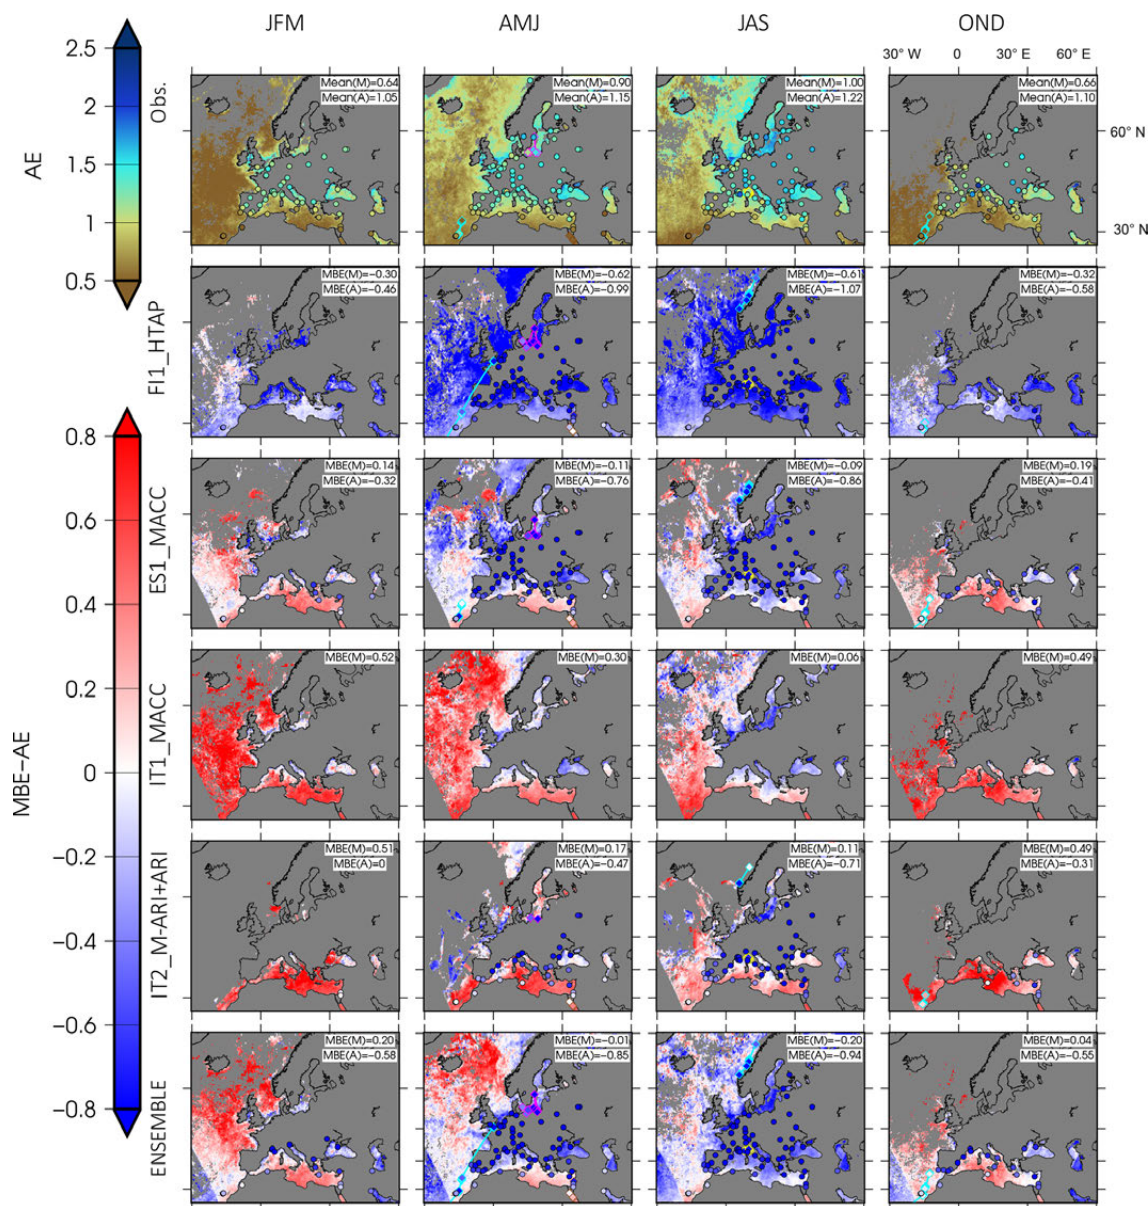 JFM
AMJ
JAS
OND
30° W 0 30° E 60° E
2.5
2
1.5
1
0.5
AE
Obs.
Mean(M)=0.64
Mean(A)=1.05
Mean(M)=0.90
Mean(A)=1.15
Mean(M)=1.00
Mean(A)=1.22
Mean(M)=0.66
Mean(A)=1.10
60° N
30° N
FI1_HTAP
MBE(M)=−0.30
MBE(A)=−0.46
MBE(M)=−0.62
MBE(A)=−0.99
MBE(M)=−0.61
MBE(A)=−1.07
MBE(M)=−0.32
MBE(A)=−0.58
0.8
0.6
0.4
0.2
0
−0.2
−0.4
−0.6
−0.8
MBE−AE
ES1_MACC
MBE(M)=0.14
MBE(A)=−0.32
MBE(M)=−0.11
MBE(A)=−0.76
MBE(M)=−0.09
MBE(A)=−0.86
MBE(M)=0.19
MBE(A)=−0.41
IT1_MACC
MBE(M)=0.52
MBE(M)=0.30
MBE(M)=0.06
MBE(M)=0.49
IT2_M-ARI+ARI
MBE(M)=0.51
MBE(A)=0
MBE(M)=0.17
MBE(A)=−0.47
MBE(M)=0.11
MBE(A)=−0.71
MBE(M)=0.49
MBE(A)=−0.31
ENSEMBLE
MBE(M)=0.20
MBE(A)=−0.58
MBE(M)=−0.01
MBE(A)=−0.85
MBE(M)=−0.20
MBE(A)=−0.94
MBE(M)=0.04
MBE(A)=−0.55